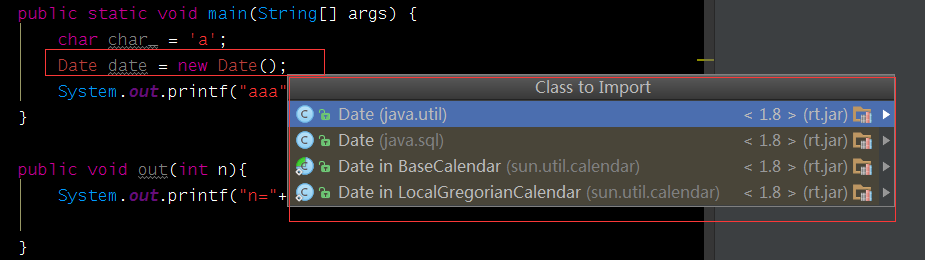 public static void main(String[] args) {
char char_ = 'a';
Date date = new Date();
System.out.printf("aaa"
}
Class to Import
Date (java.util) < 1.8 > (rt.jar)
Date (java.sql) < 1.8 > (rt.jar)
Date in BaseCalendar (sun.util.calendar) < 1.8 > (rt.jar)
Date in LocalGregorianCalendar (sun.util.calendar) < 1.8 > (rt.jar)
public void out(int n){
System.out.printf("n="+
}